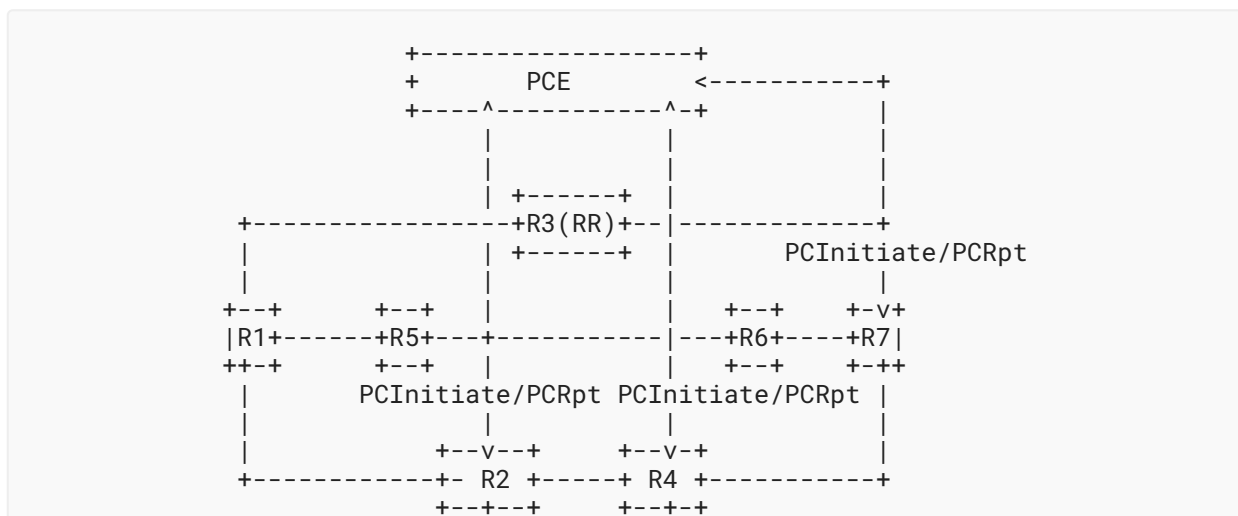 PCE
R3(RR)
PCInitiate/PCRpt
R1 R5 R6 R7
PCInitiate/PCRpt PCInitiate/PCRpt
R2 R4